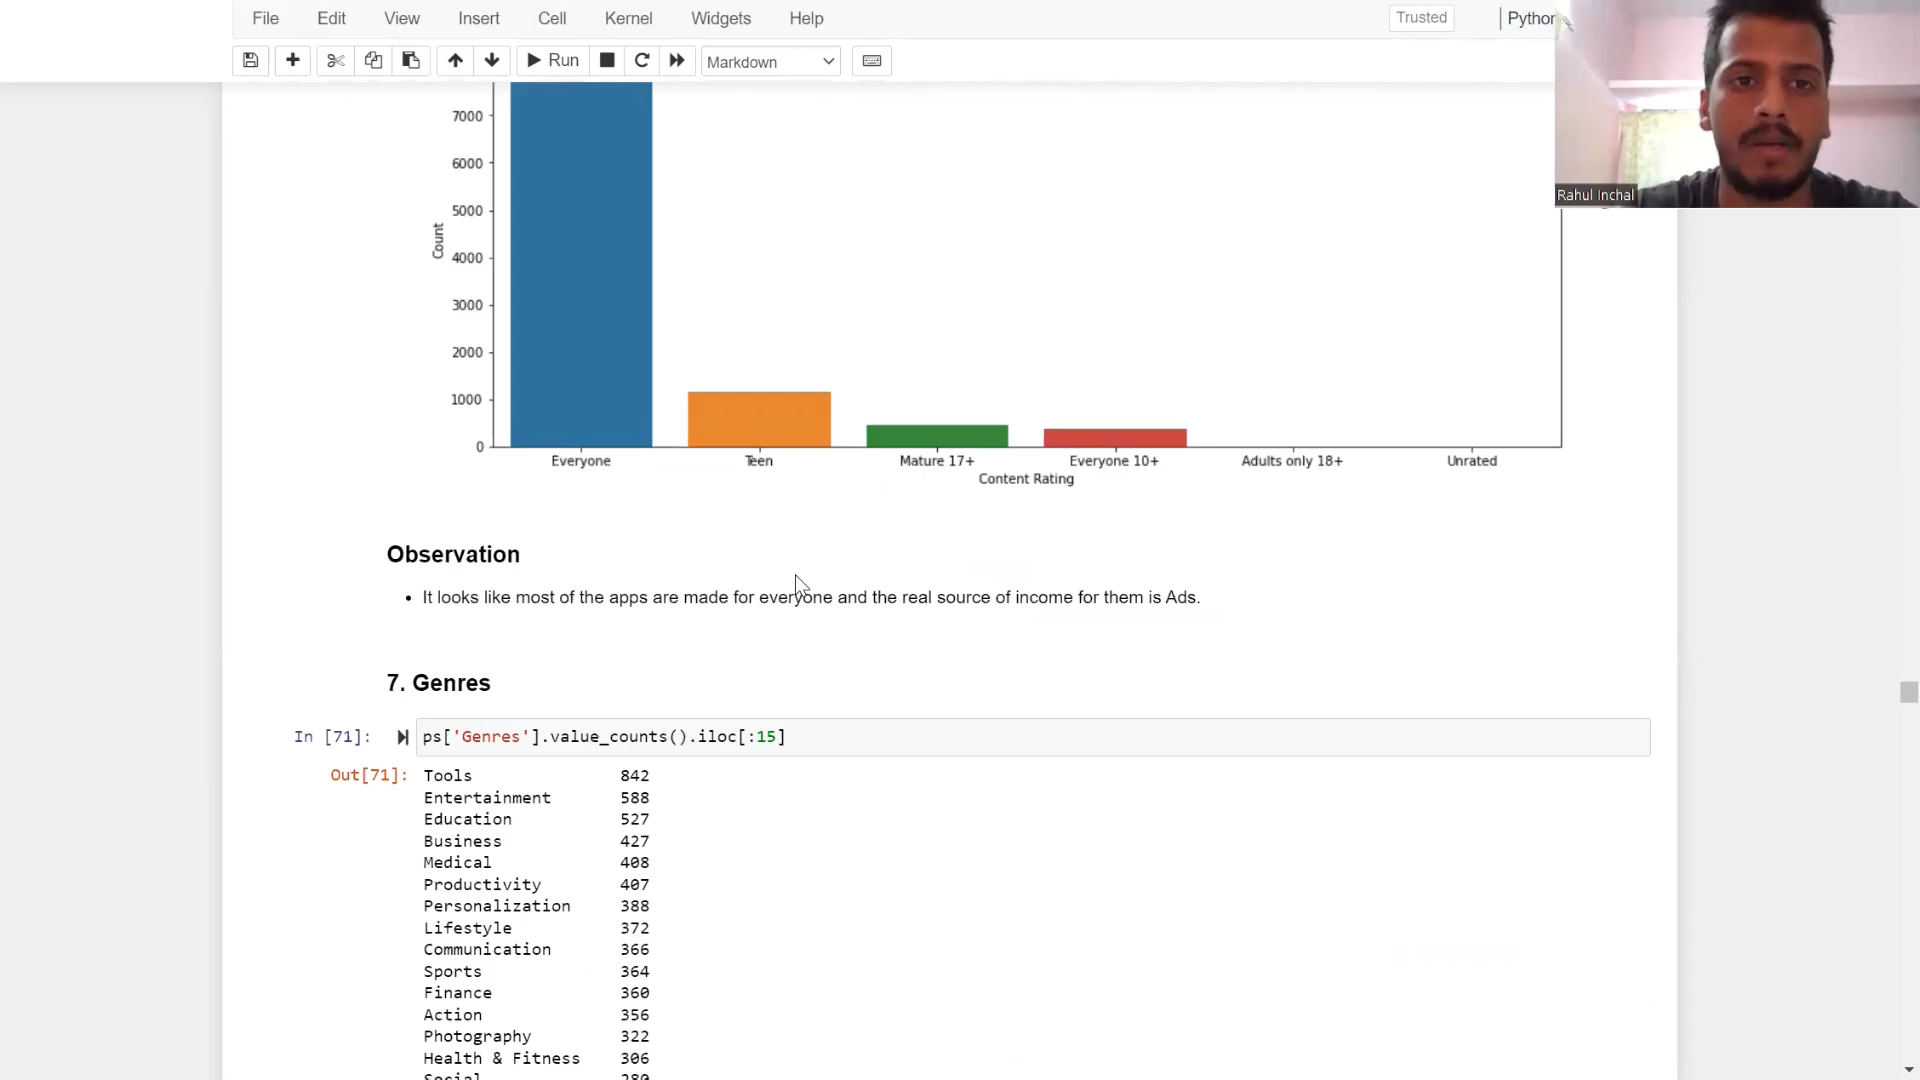 File Edit View Insert Cell Kernel Widgets Help
Trusted
Python
Run
Markdown
Rahul Inchal
7000
6000
5000
4000
3000
2000
1000
0
Count
Everyone Teen Mature 17+ Everyone 10+ Adults only 18+ Unrated
Content Rating
Observation
• It looks like most of the apps are made for everyone and the real source of income for them is Ads.
7. Genres
In [71]: ps['Genres'].value_counts().iloc[:15]
Out[71]: Tools 842
Entertainment 588
Education 527
Business 427
Medical 408
Productivity 407
Personalization 388
Lifestyle 372
Communication 366
Sports 364
Finance 360
Action 356
Photography 322
Health & Fitness 306
Social 280